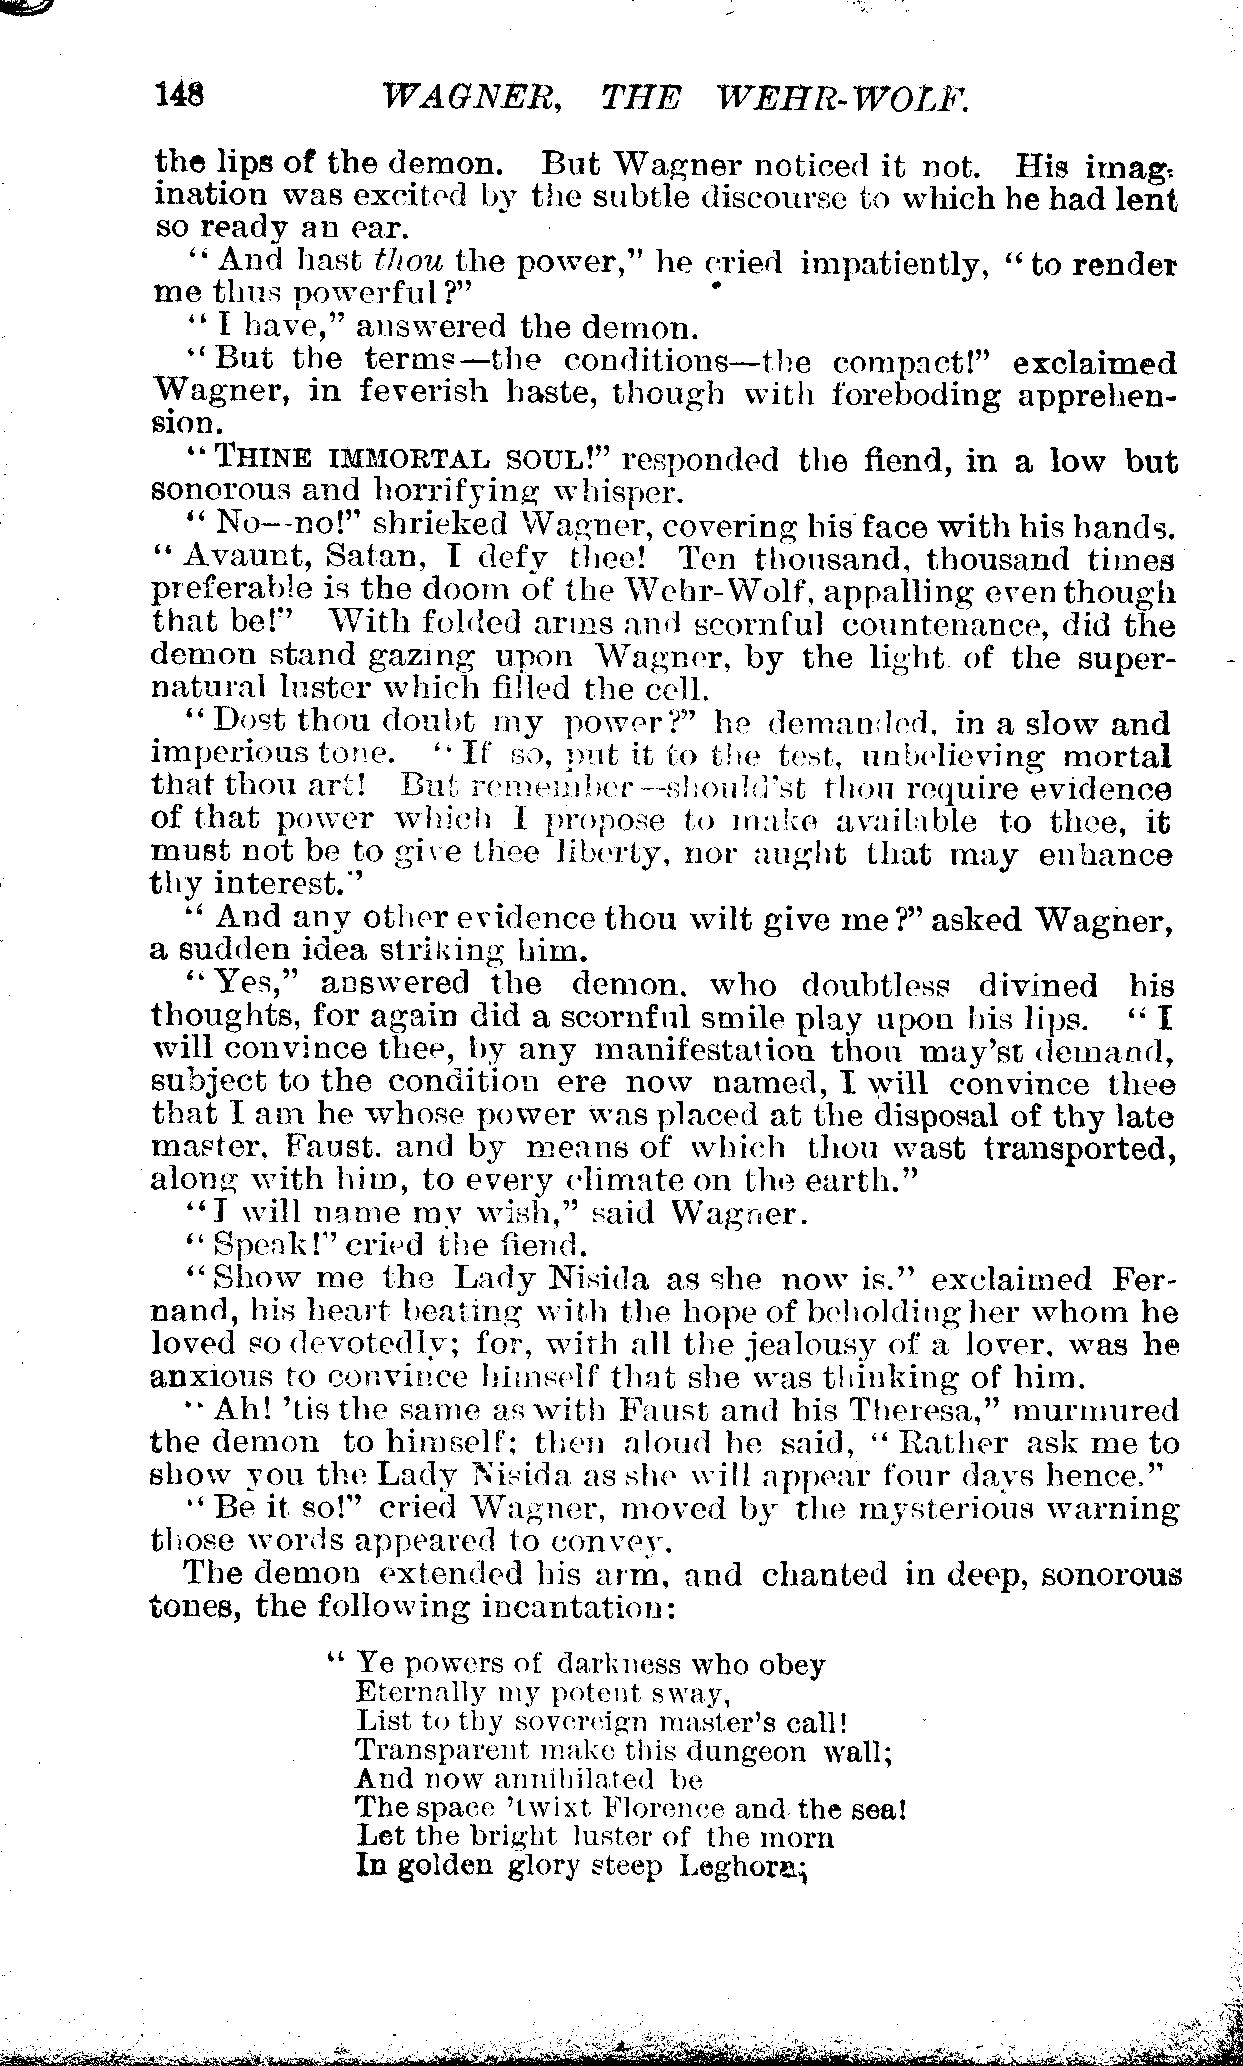 148 WAGNER, THE WEHR-WOLF.
the lips of the demon. But Wagner noticed it not. His imag-
ination was excited by the subtle discourse to which he had lent
so ready an ear.
“ And hast thou the power,” he cried impatiently, “ to render
me thus powerful ?”
“ I have,” answered the demon.
“ But the terms—the conditions—the compact!” exclaimed
Wagner, in feverish haste, though with foreboding apprehen-
sion.
“ THINE IMMORTAL SOUL!” responded the fiend, in a low but
sonorous and horrifying whisper.
“ No—no!” shrieked Wagner, covering his face with his hands.
“ Avaunt, Satan, I defy thee! Ten thousand, thousand times
preferable is the doom of the Wehr-Wolf, appalling even though
that be!” With folded arms and scornful countenance, did the
demon stand gazing upon Wagner, by the light of the super-
natural luster which filled the cell.
“ Dost thou doubt my power?” he demanded, in a slow and
imperious tone. “ If so, put it to the test, unbelieving mortal
that thou art! But remember—should'st thou require evidence
of that power which I propose to make available to thee, it
must not be to give thee liberty, nor aught that may enhance
thy interest.”
“ And any other evidence thou wilt give me ?” asked Wagner,
a sudden idea striking him.
“ Yes,” answered the demon, who doubtless divined his
thoughts, for again did a scornful smile play upon his lips. “ I
will convince thee, by any manifestation thou may'st demand,
subject to the condition ere now named, I will convince thee
that I am he whose power was placed at the disposal of thy late
master, Faust, and by means of which thou wast transported,
along with him, to every climate on the earth.”
“I will name my wish,” said Wagner.
“ Speak!” cried the fiend.
“ Show me the Lady Nisida as she now is.” exclaimed Fer-
nand, his heart beating with the hope of beholding her whom he
loved so devotedly; for, with all the jealousy of a lover, was he
anxious to convince himself that she was thinking of him.
“ Ah! 'tis the same as with Faust and his Theresa,” murmured
the demon to himself; then aloud he said, “ Rather ask me to
show you the Lady Nisida as she will appear four days hence.”
“ Be it so!” cried Wagner, moved by the mysterious warning
those words appeared to convey.
The demon extended his arm, and chanted in deep, sonorous
tones, the following incantation:
“ Ye powers of darkness who obey
Eternally my potent sway,
List to thy sovereign master's call!
Transparent make this dungeon wall;
And now annihilated be
The space 'twixt Florence and the sea!
Let the bright luster of the morn
In golden glory steep Leghorn;